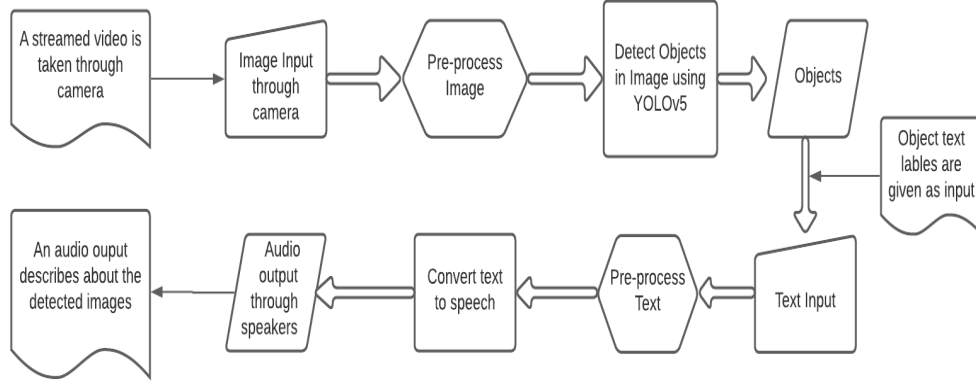 A streamed video is
taken through
camera
Image Input
through
camera
Pre-process
Image
Detect Objects
in Image using
YOLOv5
Objects
Object text
lables are
given as input
Text Input
Pre-process
Text
Convert text
to speech
Audio
output
through
speakers
An audio ouput
describes about the
detected images